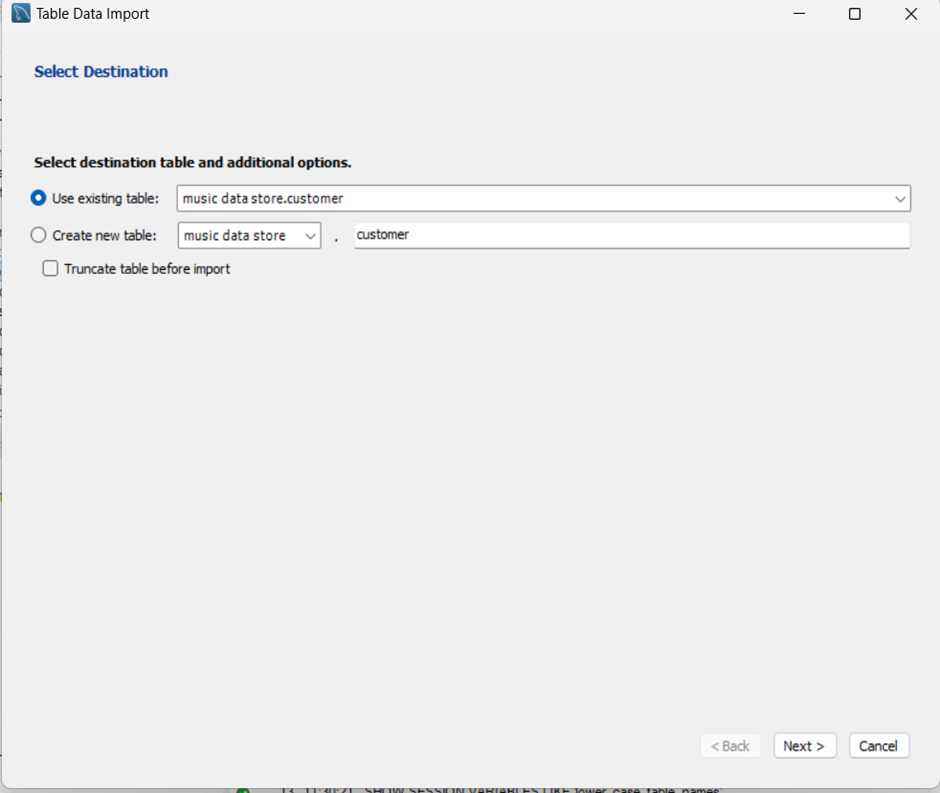 Table Data Import
Select Destination
Select destination table and additional options.
Use existing table: music data store.customer
Create new table: music data store . customer
Truncate table before import
< Back Next > Cancel
13 11:30:21 SHOW SESSION VARIABLES LIKE 'lower_case_table_names'